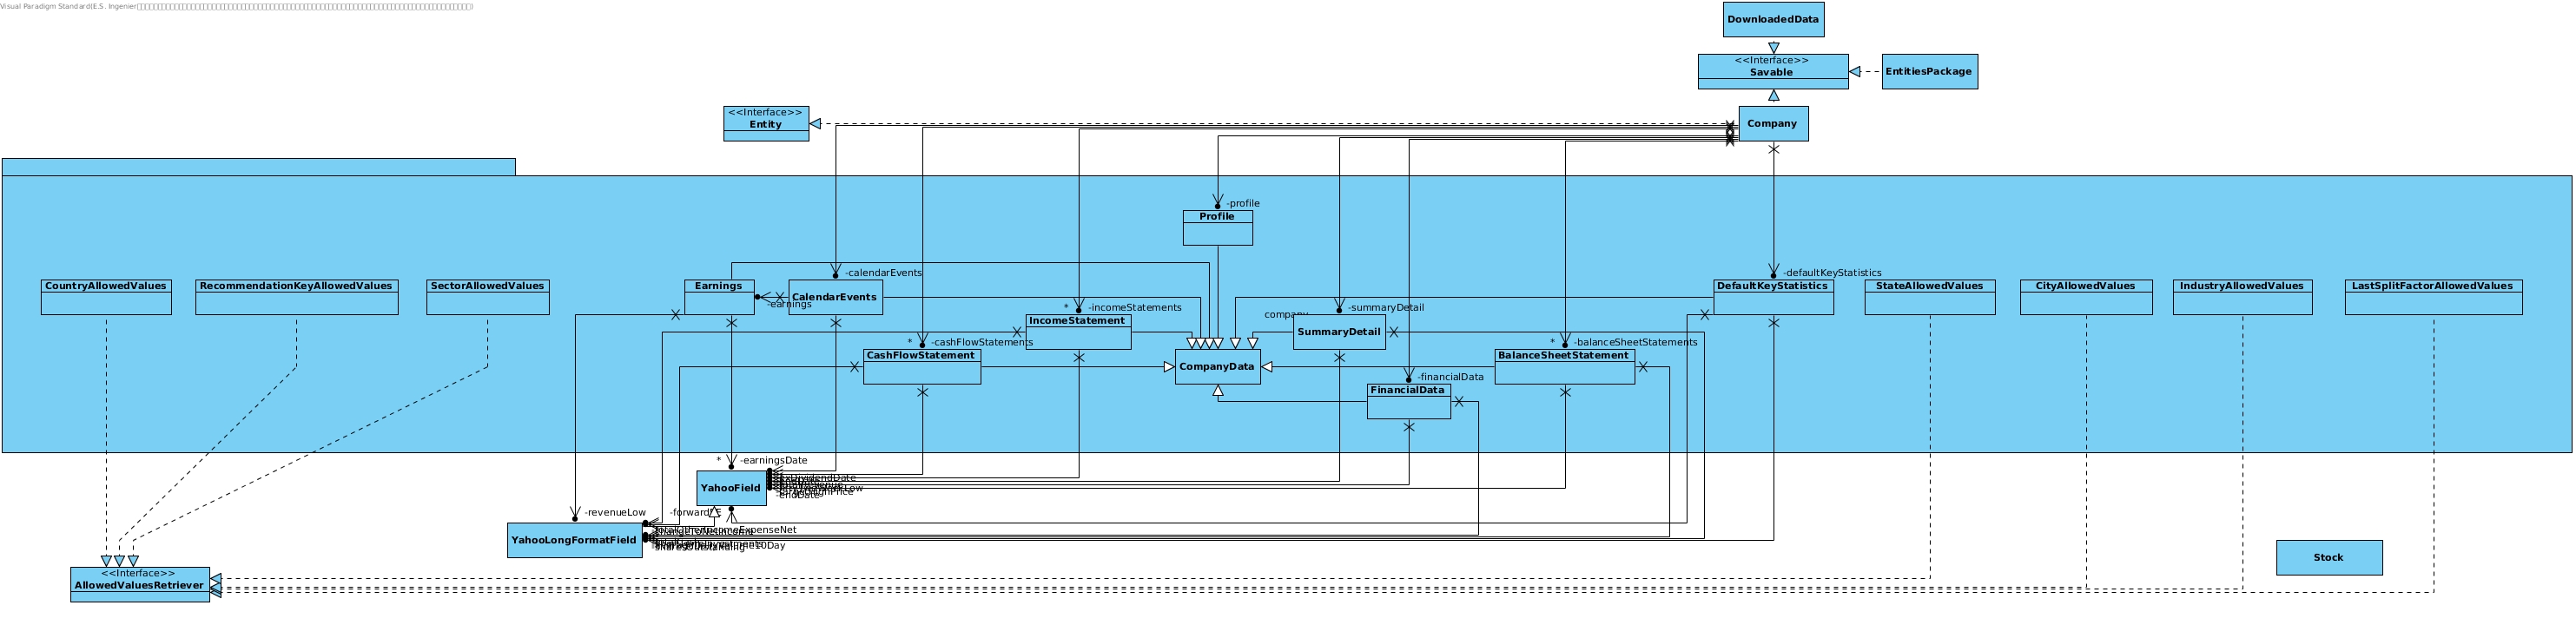 Visual Paradigm Standard(E.S. Ingenier
DownloadedData
<<Interface>>
Savable
EntitiesPackage
<<Interface>>
Entity
Company
-profile
Profile
-calendarEvents
-defaultKeyStatistics
CountryAllowedValues
RecommendationKeyAllowedValues
SectorAllowedValues
Earnings
CalendarEvents
-earnings
DefaultKeyStatistics
StateAllowedValues
CityAllowedValues
IndustryAllowedValues
LastSplitFactorAllowedValues
* -incomeStatements
IncomeStatement
company
-summaryDetail
SummaryDetail
* -cashFlowStatements
CashFlowStatement
CompanyData
* -balanceSheetStatements
BalanceSheetStatement
-financialData
FinancialData
* -earningsDate
YahooField
-endDate
-revenueLow
YahooLongFormatField
<<Interface>>
AllowedValuesRetriever
Stock